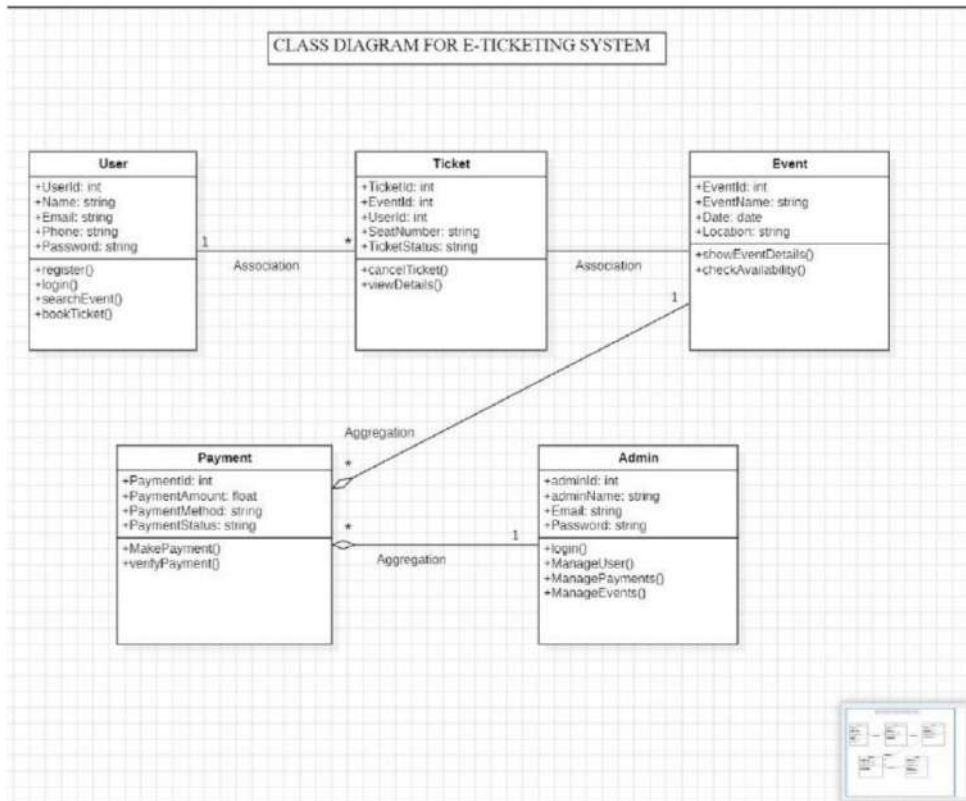 CLASS DIAGRAM FOR E-TICKETING SYSTEM
User
+UserId: int
+Name: string
+Email: string
+Phone: string
+Password: string
+register()
+login()
+searchEvent()
+bookTicket()
1
*
Association
Ticket
+TicketId: int
+EventId: int
+UserId: int
+SeatNumber: string
+TicketStatus: string
+cancelTicket()
+viewDetails()
Association
Event
+EventId: int
+EventName: string
+Date: date
+Location: string
+showEventDetails()
+checkAvailability()
1
Aggregation
*
Payment
+PaymentId: int
+PaymentAmount: float
+PaymentMethod: string
+PaymentStatus: string
+MakePayment()
+verifyPayment()
*
1
Aggregation
Admin
+adminId: int
+adminName: string
+Email: string
+Password: string
+login()
+ManageUser()
+ManagePayments()
+ManageEvents()